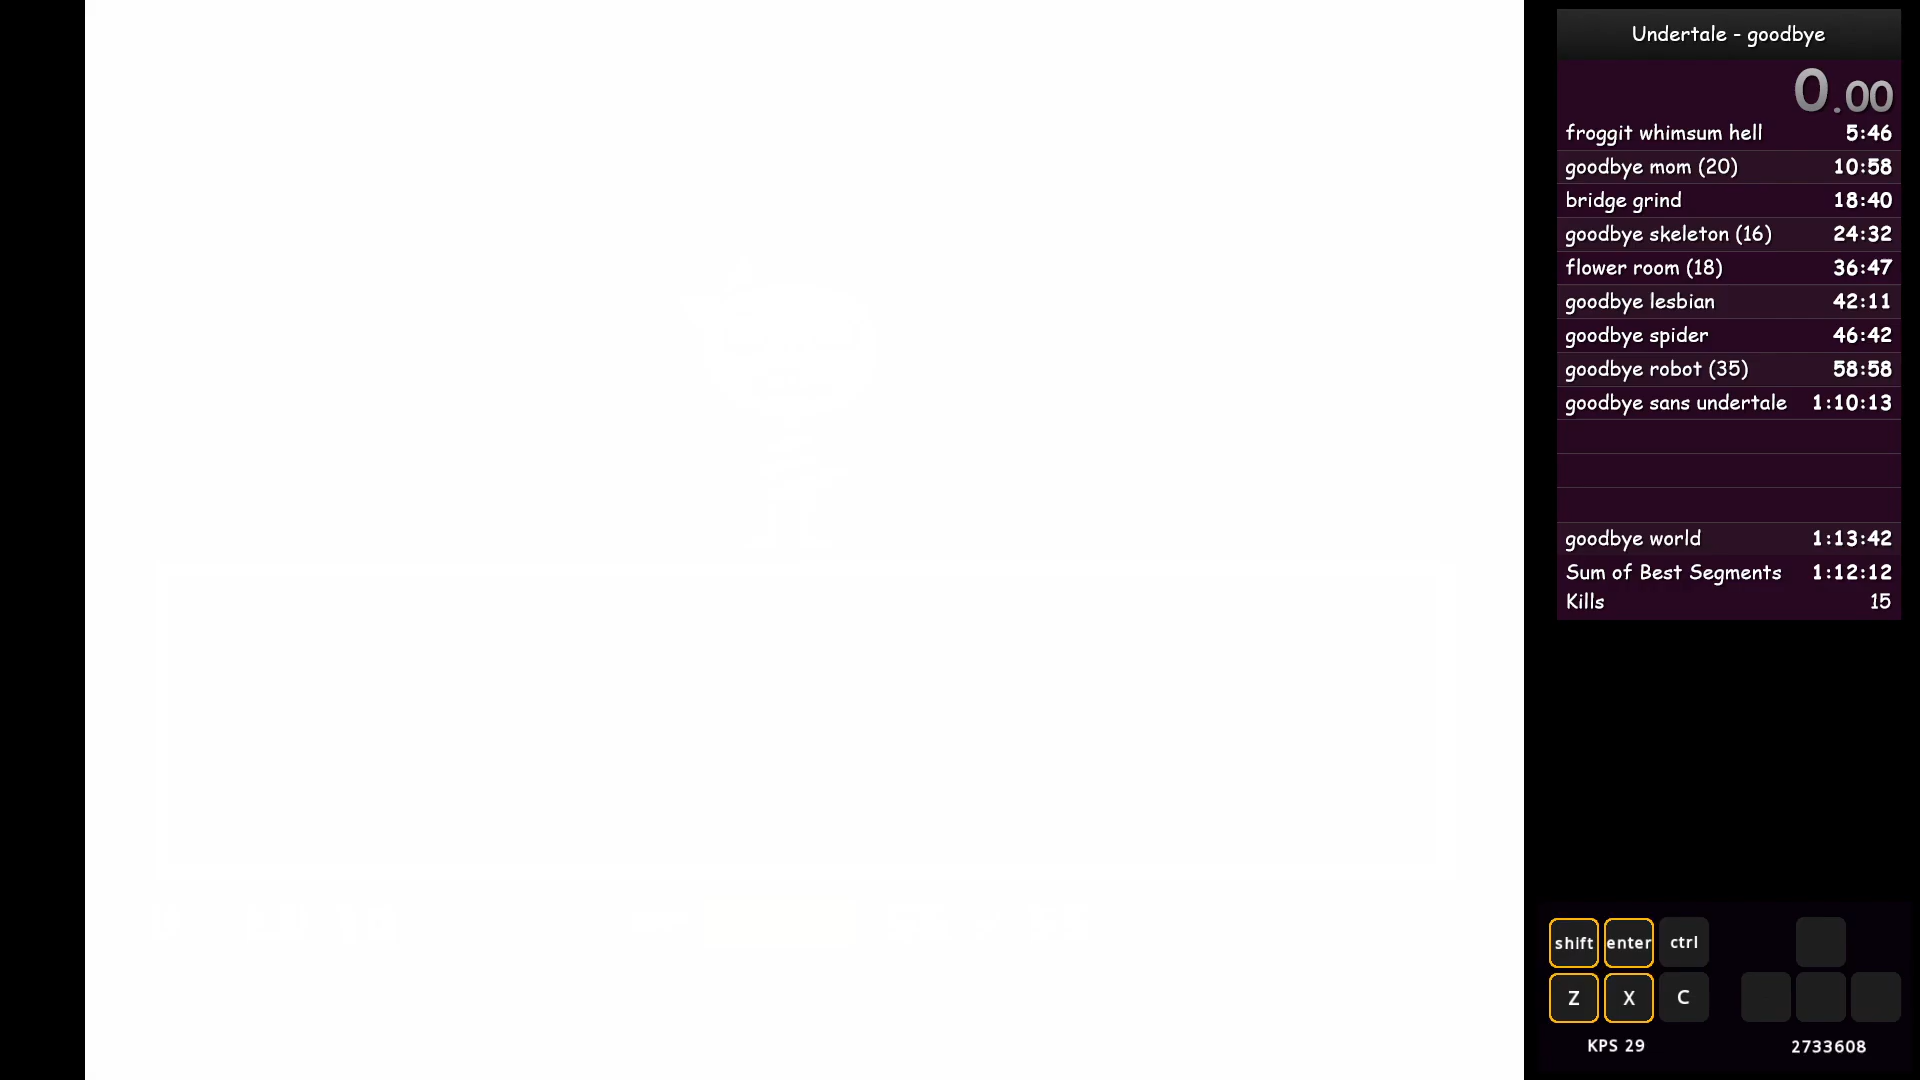 Undertale - goodbye
0.00
froggit whimsum hell 5:46
goodbye mom (20) 10:58
bridge grind 18:40
goodbye skeleton (16) 24:32
flower room (18) 36:47
goodbye lesbian 42:11
goodbye spider 46:42
goodbye robot (35) 58:58
goodbye sans undertale 1:10:13
goodbye world 1:13:42
Sum of Best Segments 1:12:12
Kills 15
shift enter ctrl
Z X C
KPS 29 2733608